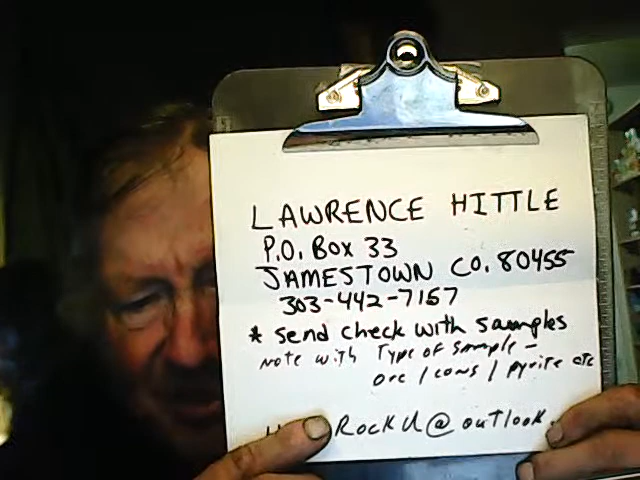 LAWRENCE HITTLE
P.O. BOX 33
JAMESTOWN CO. 80455
303-442-7157
* send check with samples
NOTE WITH TYPE OF SAMPLE -
ore / cons / pyrite etc
RockU@outlook.